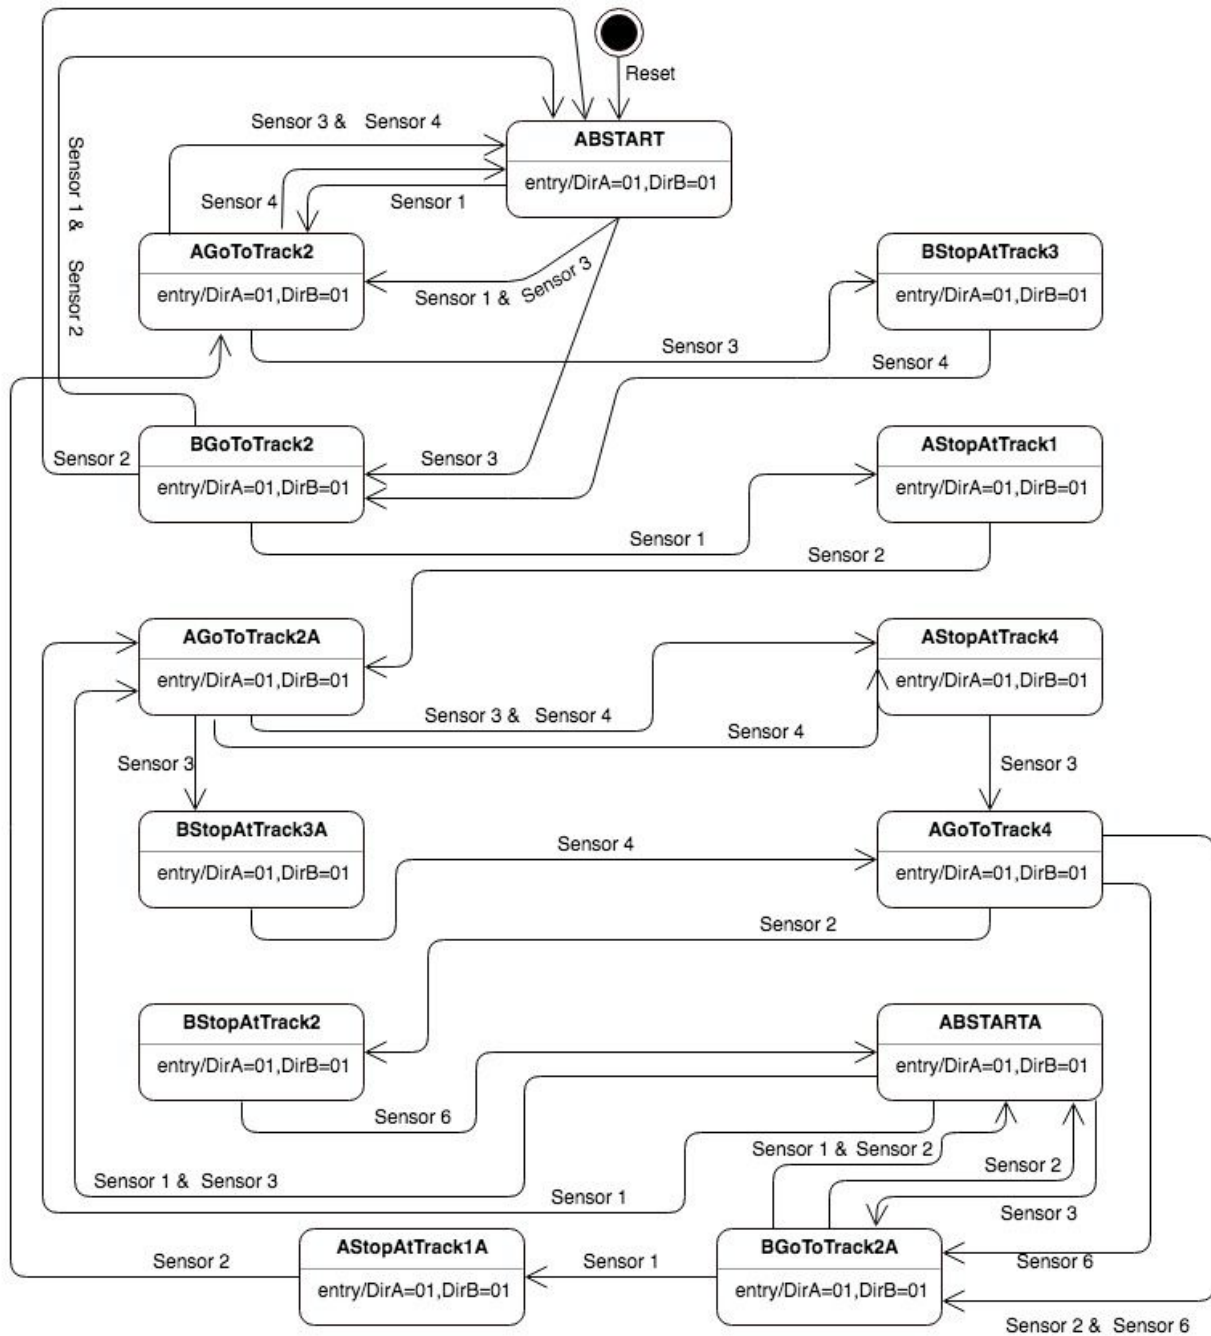 Reset
Sensor 3 & Sensor 4
ABSTART
entry/DirA=01,DirB=01
Sensor 4
Sensor 1
Sensor 1 & Sensor 2
AGoToTrack2
entry/DirA=01,DirB=01
Sensor 1 & Sensor 3
BStopAtTrack3
entry/DirA=01,DirB=01
Sensor 3
Sensor 4
BGoToTrack2
entry/DirA=01,DirB=01
Sensor 2
Sensor 3
AStopAtTrack1
entry/DirA=01,DirB=01
Sensor 1
Sensor 2
AGoToTrack2A
entry/DirA=01,DirB=01
AStopAtTrack4
entry/DirA=01,DirB=01
Sensor 3 & Sensor 4
Sensor 4
Sensor 3
Sensor 3
BStopAtTrack3A
entry/DirA=01,DirB=01
Sensor 4
AGoToTrack4
entry/DirA=01,DirB=01
Sensor 2
BStopAtTrack2
entry/DirA=01,DirB=01
ABSTARTA
entry/DirA=01,DirB=01
Sensor 6
Sensor 1 & Sensor 2
Sensor 2
Sensor 1 & Sensor 3
Sensor 1
Sensor 3
AStopAtTrack1A
entry/DirA=01,DirB=01
Sensor 2
Sensor 1
BGoToTrack2A
entry/DirA=01,DirB=01
Sensor 6
Sensor 2 & Sensor 6